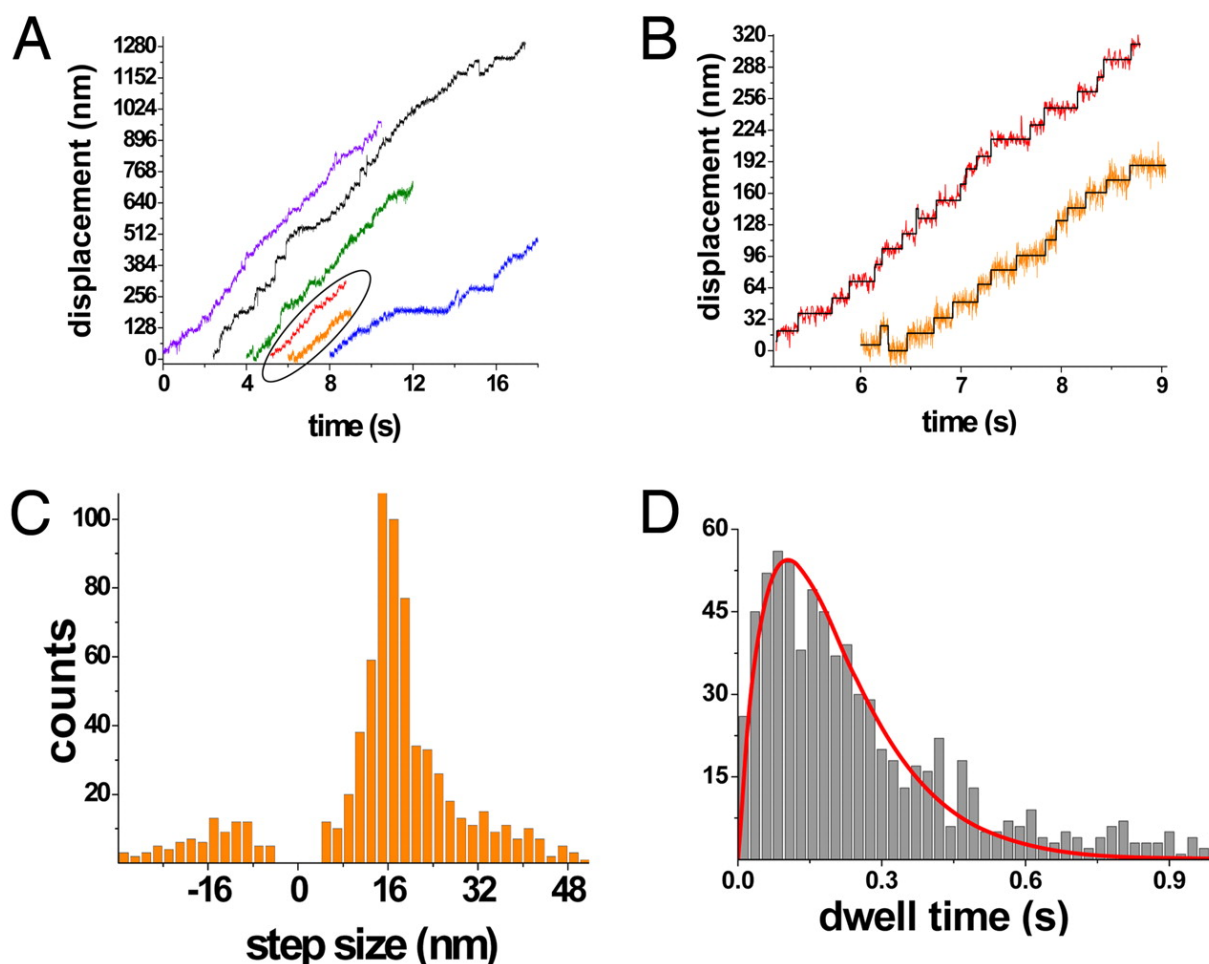 A
displacement (nm)
1280
1152
1024
896
768
640
512
384
256
128
0
0 4 8 12 16
time (s)
B
displacement (nm)
320
288
256
224
192
160
128
96
64
32
0
6 7 8 9
time (s)
C
counts
100
80
60
40
20
-16 0 16 32 48
step size (nm)
D
60
45
30
15
0.0 0.3 0.6 0.9
dwell time (s)